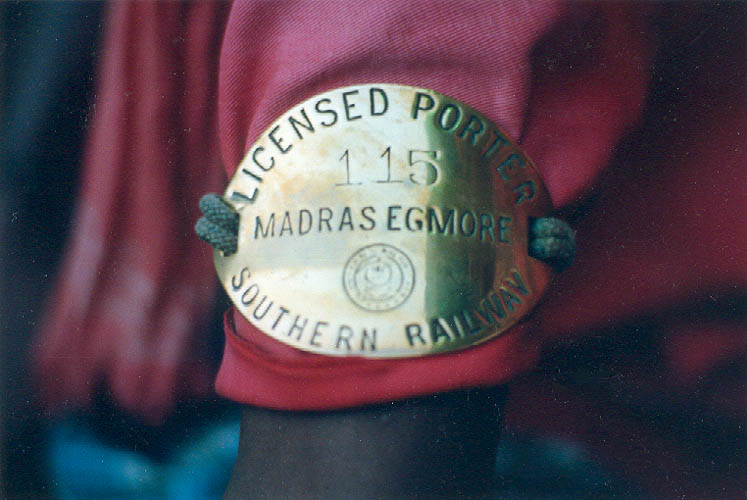 LICENSED PORTER
115
MADRAS EGMORE
SOUTHERN RAILWAY